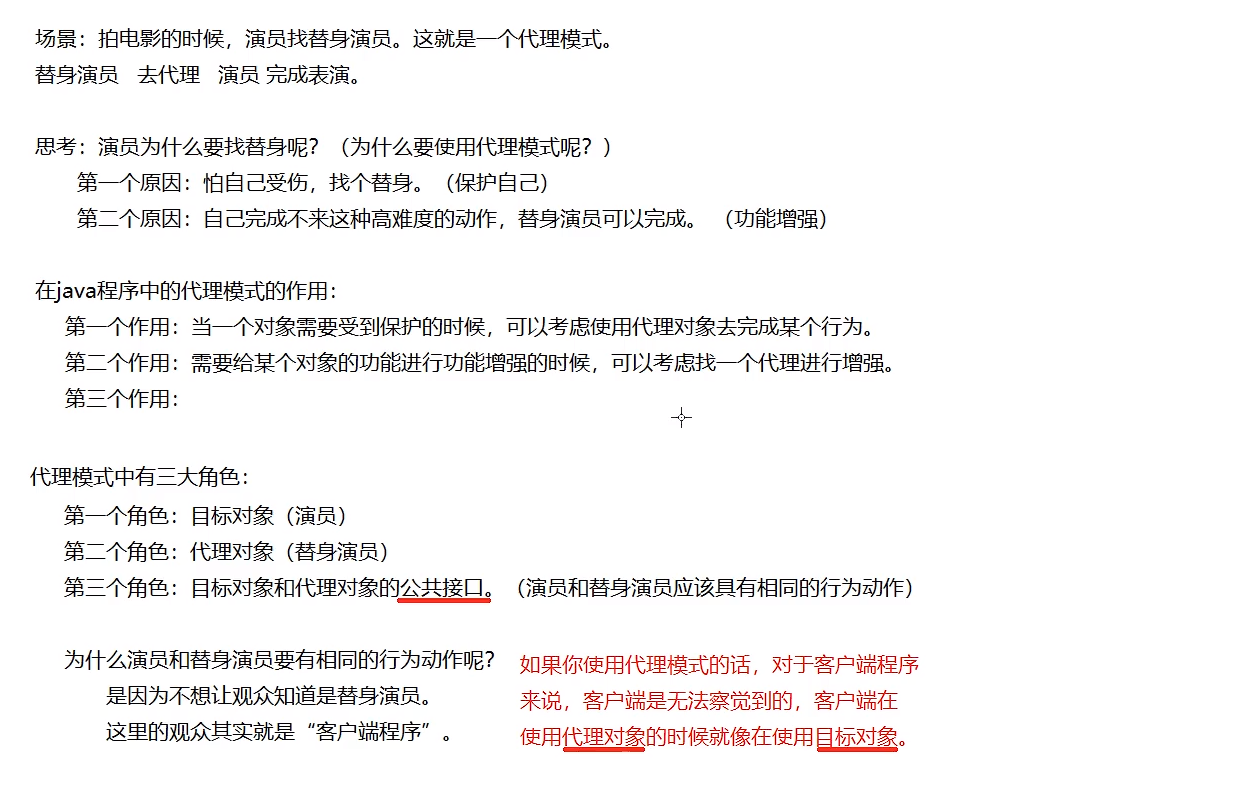 场景：拍电影的时候，演员找替身演员。这就是一个代理模式。
替身演员 去代理 演员 完成表演。
思考：演员为什么要找替身呢？（为什么要使用代理模式呢？）
第一个原因：怕自己受伤，找个替身。（保护自己）
第二个原因：自己完成不来这种高难度的动作，替身演员可以完成。 （功能增强）
在java程序中的代理模式的作用：
第一个作用：当一个对象需要受到保护的时候，可以考虑使用代理对象去完成某个行为。
第二个作用：需要给某个对象的功能进行功能增强的时候，可以考虑找一个代理进行增强。
第三个作用：
代理模式中有三大角色：
第一个角色：目标对象（演员）
第二个角色：代理对象（替身演员）
第三个角色：目标对象和代理对象的公共接口。（演员和替身演员应该具有相同的行为动作）
为什么演员和替身演员要有相同的行为动作呢？
是因为不想让观众知道是替身演员。
这里的观众其实就是“客户端程序”。
如果你使用代理模式的话，对于客户端程序
来说，客户端是无法察觉到的，客户端在
使用代理对象的时候就像在使用目标对象。